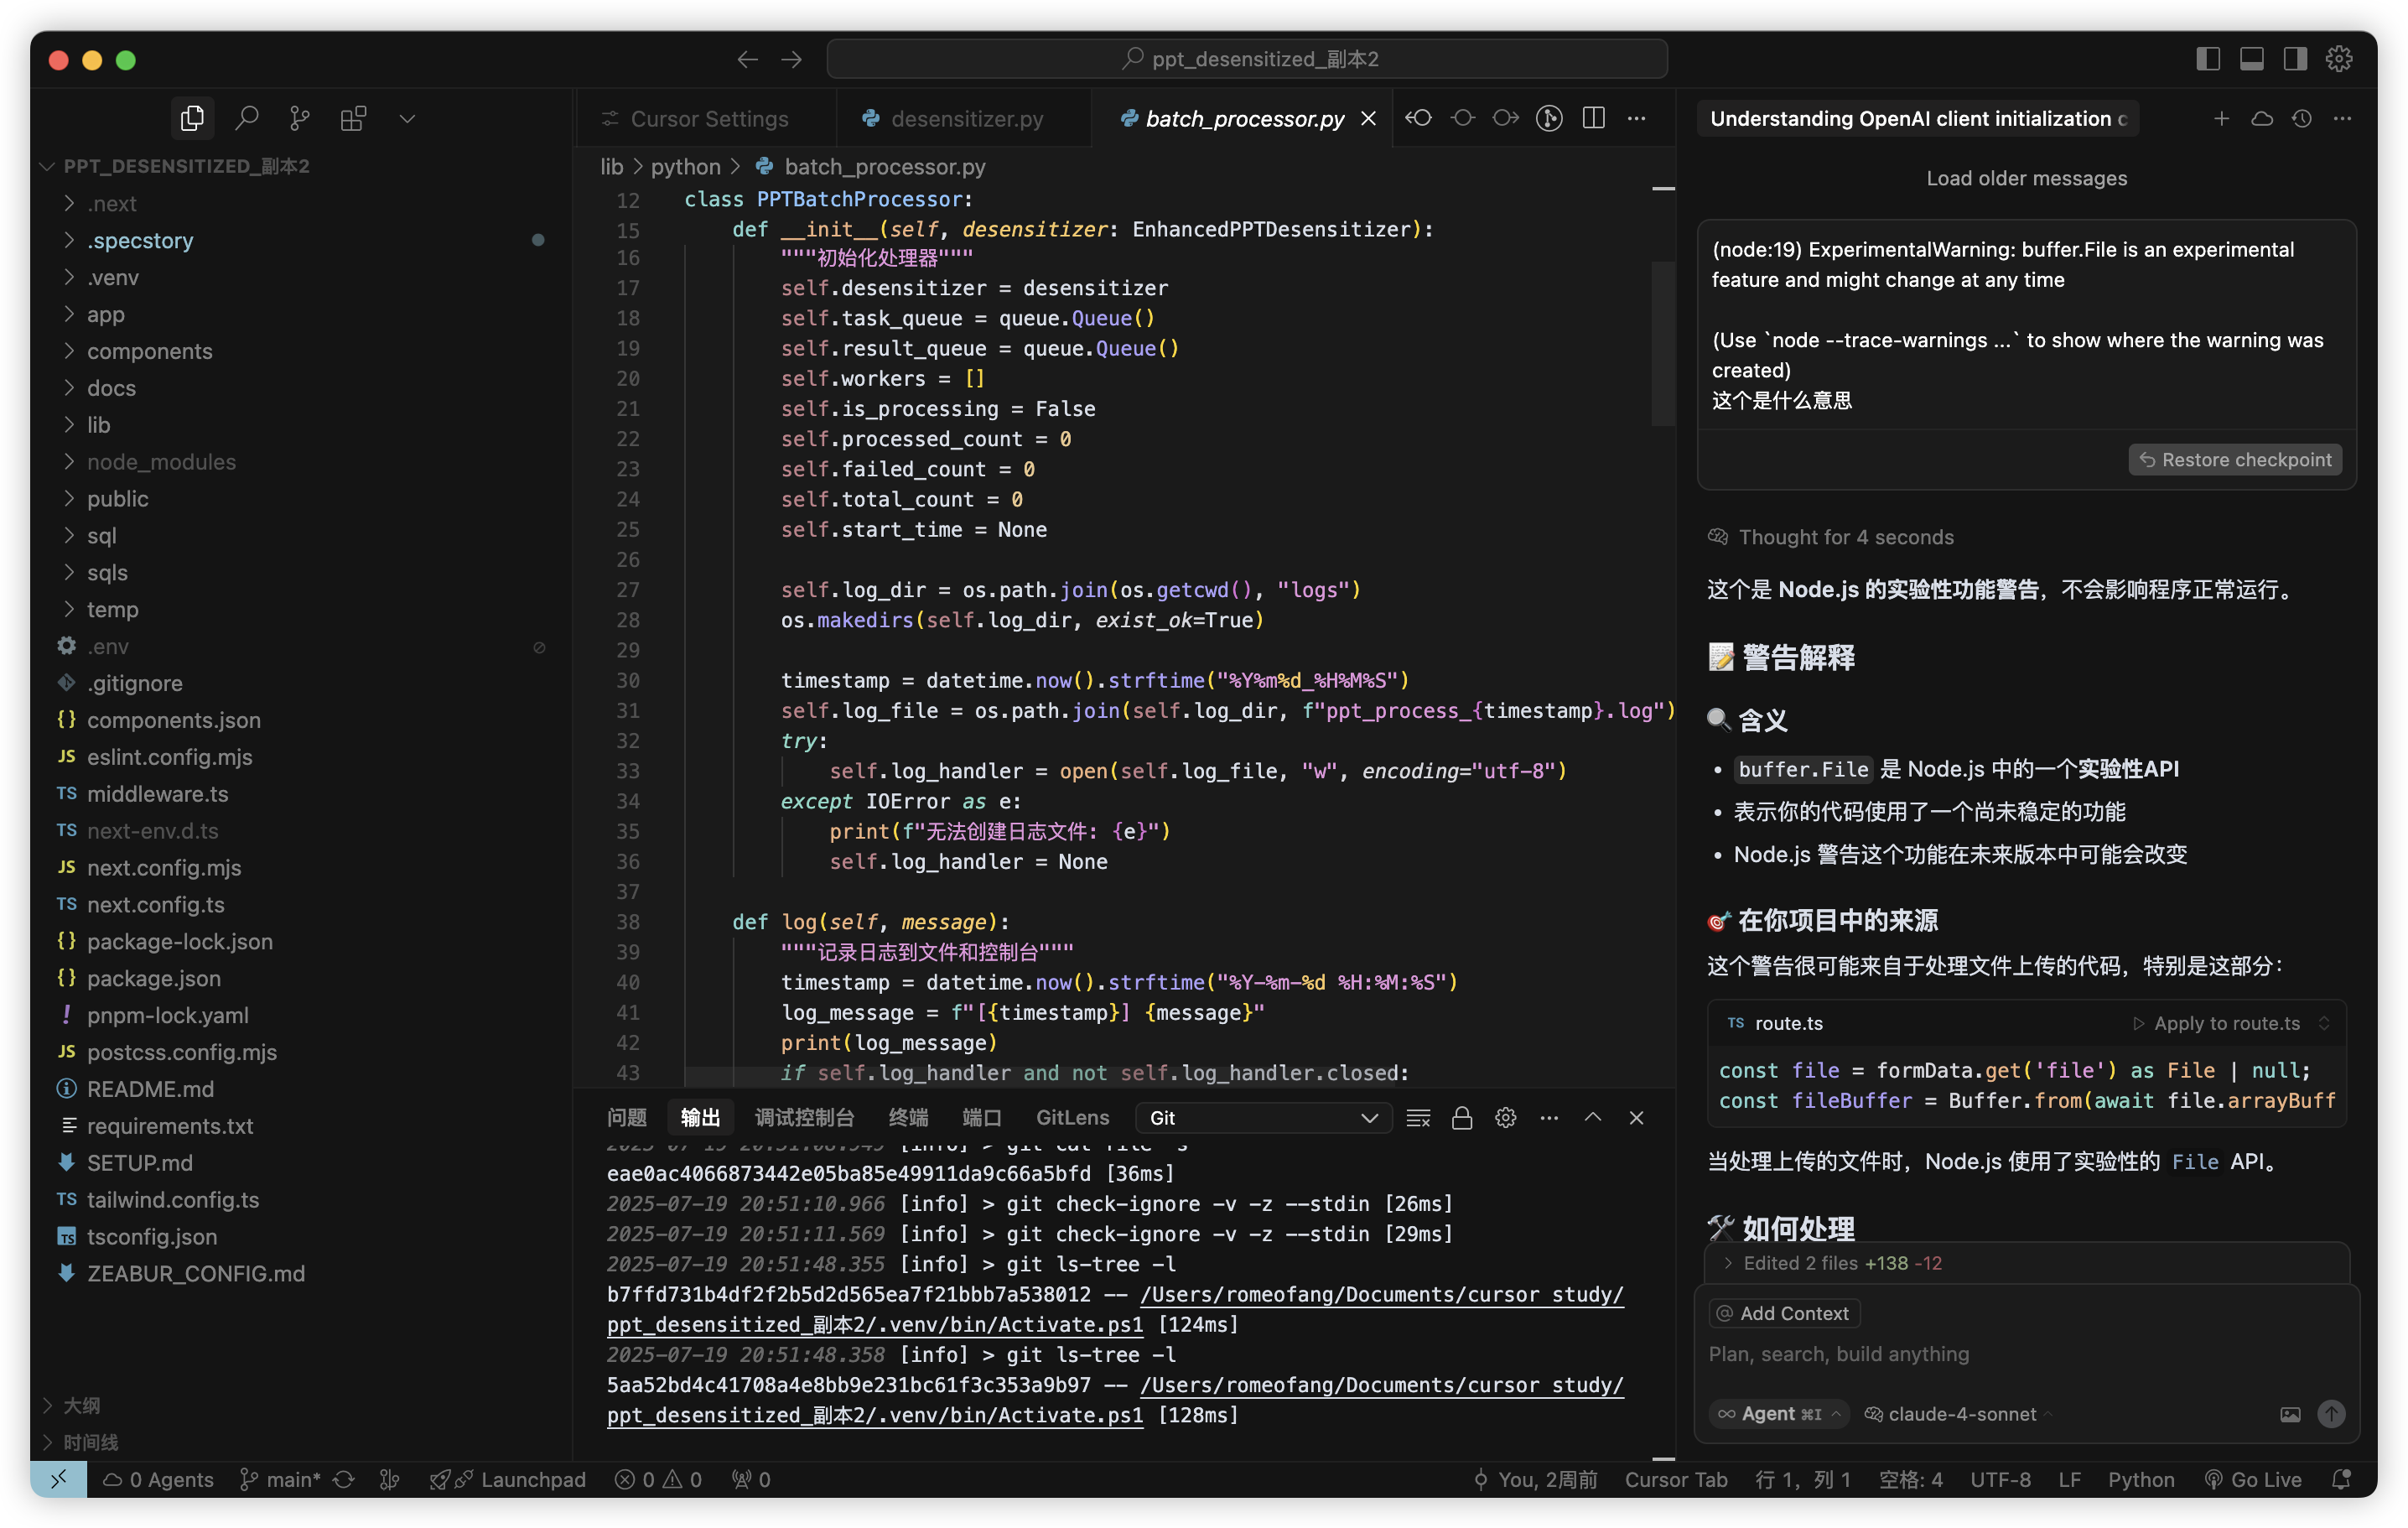 ppt_desensitized_副本2
PPT_DESENSITIZED_副本2
.next
.specstory
.venv
app
components
docs
lib
node_modules
public
sql
sqls
temp
.env
.gitignore
components.json
eslint.config.mjs
middleware.ts
next-env.d.ts
next.config.mjs
next.config.ts
package-lock.json
package.json
pnpm-lock.yaml
postcss.config.mjs
README.md
requirements.txt
SETUP.md
tailwind.config.ts
tsconfig.json
ZEABUR_CONFIG.md
大纲
时间线
Cursor Settings desensitizer.py batch_processor.py
lib > python > batch_processor.py
12 class PPTBatchProcessor:
15 def __init__(self, desensitizer: EnhancedPPTDesensitizer):
16 """初始化处理器"""
17 self.desensitizer = desensitizer
18 self.task_queue = queue.Queue()
19 self.result_queue = queue.Queue()
20 self.workers = []
21 self.is_processing = False
22 self.processed_count = 0
23 self.failed_count = 0
24 self.total_count = 0
25 self.start_time = None
26
27 self.log_dir = os.path.join(os.getcwd(), "logs")
28 os.makedirs(self.log_dir, exist_ok=True)
29
30 timestamp = datetime.now().strftime("%Y%m%d_%H%M%S")
31 self.log_file = os.path.join(self.log_dir, f"ppt_process_{timestamp}.log")
32 try:
33 self.log_handler = open(self.log_file, "w", encoding="utf-8")
34 except IOError as e:
35 print(f"无法创建日志文件: {e}")
36 self.log_handler = None
37
38 def log(self, message):
39 """记录日志到文件和控制台"""
40 timestamp = datetime.now().strftime("%Y-%m-%d %H:%M:%S")
41 log_message = f"[{timestamp}] {message}"
42 print(log_message)
43 if self.log_handler and not self.log_handler.closed:
问题 输出 调试控制台 终端 端口 GitLens Git
eae0ac4066873442e05ba85e49911da9c66a5bfd [36ms]
2025-07-19 20:51:10.966 [info] > git check-ignore -v -z --stdin [26ms]
2025-07-19 20:51:11.569 [info] > git check-ignore -v -z --stdin [29ms]
2025-07-19 20:51:48.355 [info] > git ls-tree -l
b7ffd731b4df2f2b5d2d565ea7f21bbb7a538012 -- /Users/romeofang/Documents/cursor study/
ppt_desensitized_副本2/.venv/bin/Activate.ps1 [124ms]
2025-07-19 20:51:48.358 [info] > git ls-tree -l
5aa52bd4c41708a4e8bb9e231bc61f3c353a9b97 -- /Users/romeofang/Documents/cursor study/
ppt_desensitized_副本2/.venv/bin/Activate.ps1 [128ms]
Understanding OpenAI client initialization
Load older messages
(node:19) ExperimentalWarning: buffer.File is an experimental
feature and might change at any time
(Use `node --trace-warnings ...` to show where the warning was
created)
这个是什么意思
Restore checkpoint
Thought for 4 seconds
这个是 Node.js 的实验性功能警告，不会影响程序正常运行。
📝 警告解释
🔍 含义
• buffer.File 是 Node.js 中的一个实验性API
• 表示你的代码使用了一个尚未稳定的功能
• Node.js 警告这个功能在未来版本中可能会改变
🎯 在你项目中的来源
这个警告很可能来自于处理文件上传的代码，特别是这部分：
TS route.ts Apply to route.ts
const file = formData.get('file') as File | null;
const fileBuffer = Buffer.from(await file.arrayBuff
当处理上传的文件时，Node.js 使用了实验性的 File API。
🛠️ 如何处理
Edited 2 files +138 -12
@ Add Context
Plan, search, build anything
Agent ⌘I claude-4-sonnet
0 Agents main* Launchpad 0 0 0 You, 2周前 Cursor Tab 行 1，列 1 空格: 4 UTF-8 LF Python Go Live